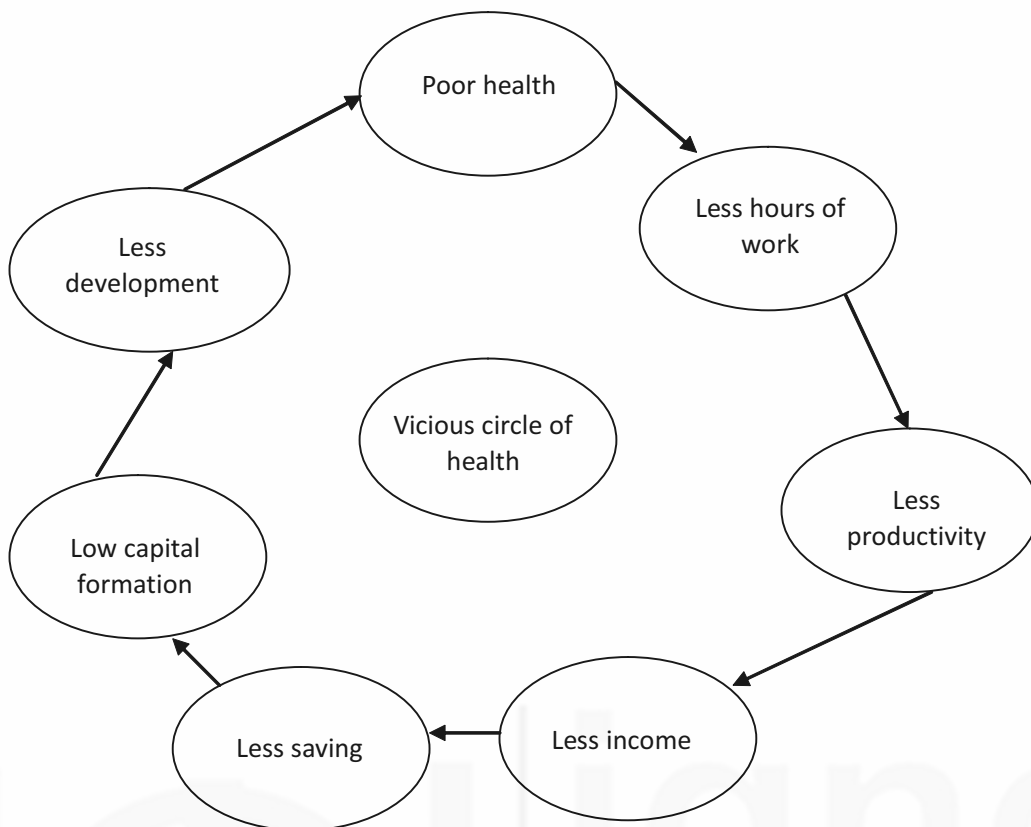 Poor health
Less hours of
work
Less
productivity
Less income
Less saving
Low capital
formation
Less
development
Vicious circle of
health